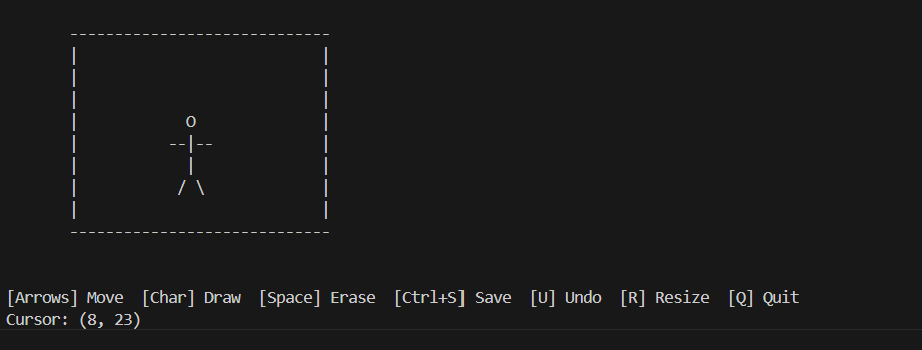 O
--|--
|
/ \
[Arrows] Move  [Char] Draw  [Space] Erase  [Ctrl+S] Save  [U] Undo  [R] Resize  [Q] Quit
Cursor: (8, 23)